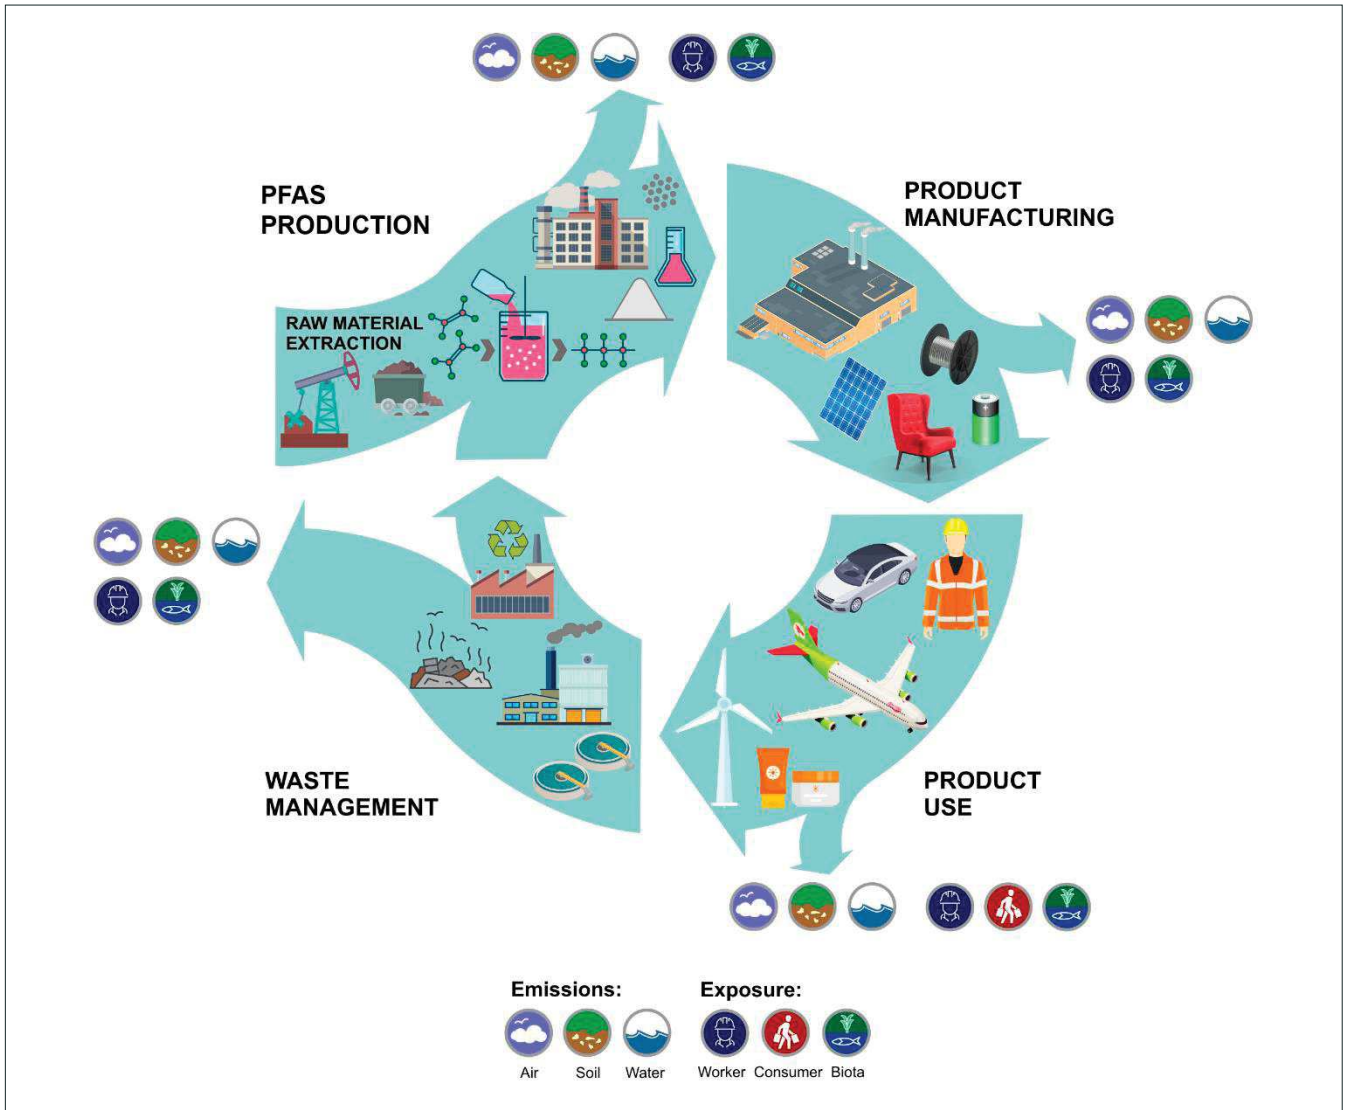 PFAS
PRODUCTION
PRODUCT
MANUFACTURING
RAW MATERIAL
EXTRACTION
WASTE
MANAGEMENT
PRODUCT
USE
Emissions:
Exposure:
Air
Soil
Water
Worker
Consumer
Biota